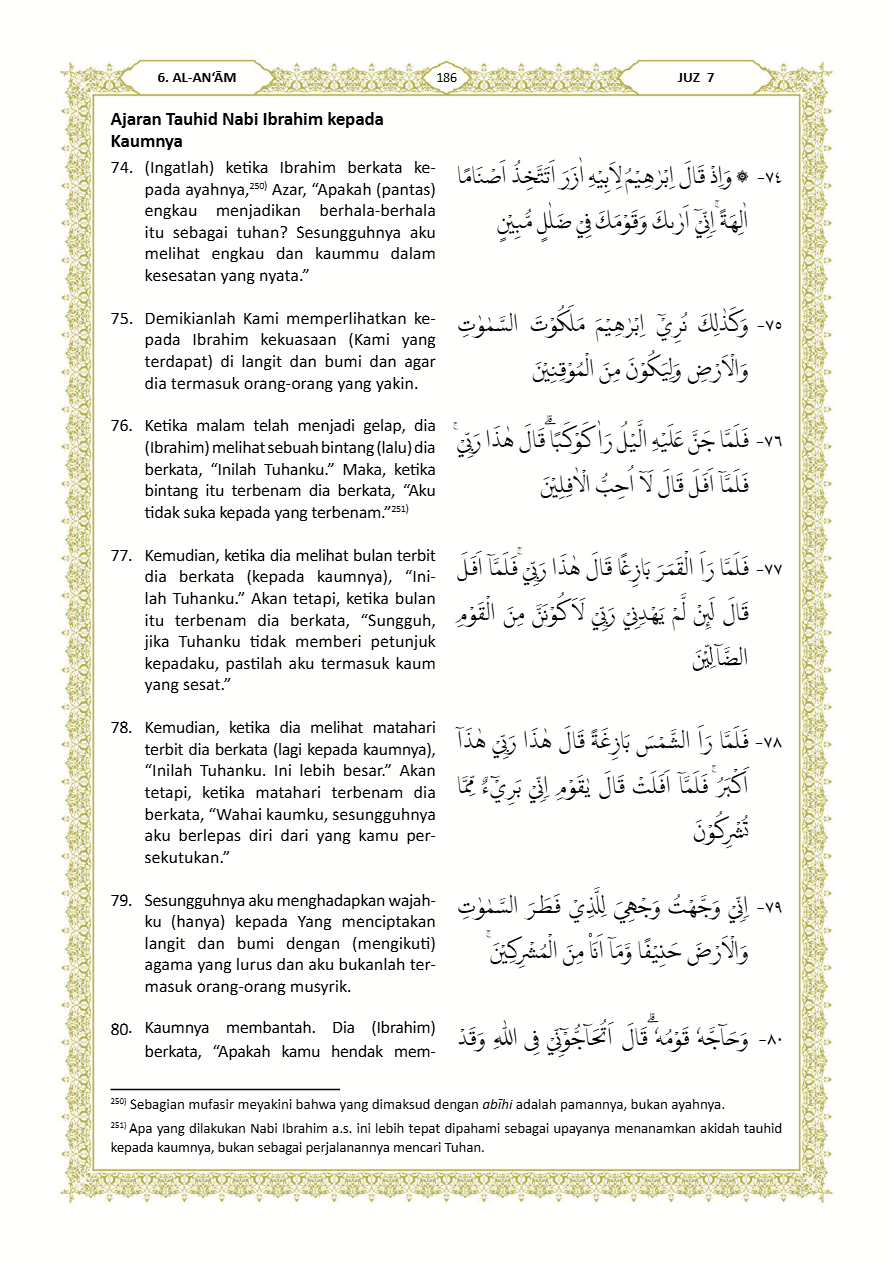 6. AL-AN‘ĀM
186
JUZ 7
Ajaran Tauhid Nabi Ibrahim kepada
Kaumnya
74. (Ingatlah) ketika Ibrahim berkata ke-
pada ayahnya,250) Azar, “Apakah (pantas)
engkau menjadikan berhala-berhala
itu sebagai tuhan? Sesungguhnya aku
melihat engkau dan kaummu dalam
kesesatan yang nyata.”
٧٤- ۞ وَاِذْ قَالَ اِبْرٰهِيْمُ لِاَبِيْهِ اٰزَرَ اَتَتَّخِذُ اَصْنَامًا
اٰلِهَةً ۚاِنِّيْٓ اَرٰىكَ وَقَوْمَكَ فِيْ ضَلٰلٍ مُّبِيْنٍ
75. Demikianlah Kami memperlihatkan ke-
pada Ibrahim kekuasaan (Kami yang
terdapat) di langit dan bumi dan agar
dia termasuk orang-orang yang yakin.
٧٥- وَكَذٰلِكَ نُرِيْٓ اِبْرٰهِيْمَ مَلَكُوْتَ السَّمٰوٰتِ
وَالْاَرْضِ وَلِيَكُوْنَ مِنَ الْمُوْقِنِيْنَ
76. Ketika malam telah menjadi gelap, dia
(Ibrahim) melihat sebuah bintang (lalu) dia
berkata, “Inilah Tuhanku.” Maka, ketika
bintang itu terbenam dia berkata, “Aku
tidak suka kepada yang terbenam.”251)
٧٦- فَلَمَّا جَنَّ عَلَيْهِ الَّيْلُ رَاٰ كَوْكَبًا ۗقَالَ هٰذَا رَبِّيْ ۚ
فَلَمَّآ اَفَلَ قَالَ لَآ اُحِبُّ الْاٰفِلِيْنَ
77. Kemudian, ketika dia melihat bulan terbit
dia berkata (kepada kaumnya), “Ini-
lah Tuhanku.” Akan tetapi, ketika bulan
itu terbenam dia berkata, “Sungguh,
jika Tuhanku tidak memberi petunjuk
kepadaku, pastilah aku termasuk kaum
yang sesat.”
٧٧- فَلَمَّا رَاَ الْقَمَرَ بَازِغًا قَالَ هٰذَا رَبِّيْ ۚفَلَمَّآ اَفَلَ
قَالَ لَىِٕنْ لَّمْ يَهْدِنِيْ رَبِّيْ لَاَكُوْنَنَّ مِنَ الْقَوْمِ
الضَّاۤلِّيْنَ
78. Kemudian, ketika dia melihat matahari
terbit dia berkata (lagi kepada kaumnya),
“Inilah Tuhanku. Ini lebih besar.” Akan
tetapi, ketika matahari terbenam dia
berkata, “Wahai kaumku, sesungguhnya
aku berlepas diri dari yang kamu per-
sekutukan.”
٧٨- فَلَمَّا رَاَ الشَّمْسَ بَازِغَةً قَالَ هٰذَا رَبِّيْ هٰذَآ
اَكْبَرُ ۚفَلَمَّآ اَفَلَتْ قَالَ يٰقَوْمِ اِنِّيْ بَرِيْۤءٌ مِّمَّا
تُشْرِكُوْنَ
79. Sesungguhnya aku menghadapkan wajah-
ku (hanya) kepada Yang menciptakan
langit dan bumi dengan (mengikuti)
agama yang lurus dan aku bukanlah ter-
masuk orang-orang musyrik.
٧٩- اِنِّيْ وَجَّهْتُ وَجْهِيَ لِلَّذِيْ فَطَرَ السَّمٰوٰتِ
وَالْاَرْضَ حَنِيْفًا وَّمَآ اَنَا۠ مِنَ الْمُشْرِكِيْنَ ۚ
80. Kaumnya membantah. Dia (Ibrahim)
berkata, “Apakah kamu hendak mem-
٨٠- وَحَاۤجَّهٗ قَوْمُهٗ ۗقَالَ اَتُحَاۤجُّوْۤنِّيْ فِى اللّٰهِ وَقَدْ
250) Sebagian mufasir meyakini bahwa yang dimaksud dengan abīhi adalah pamannya, bukan ayahnya.
251) Apa yang dilakukan Nabi Ibrahim a.s. ini lebih tepat dipahami sebagai upayanya menanamkan akidah tauhid
kepada kaumnya, bukan sebagai perjalanannya mencari Tuhan.